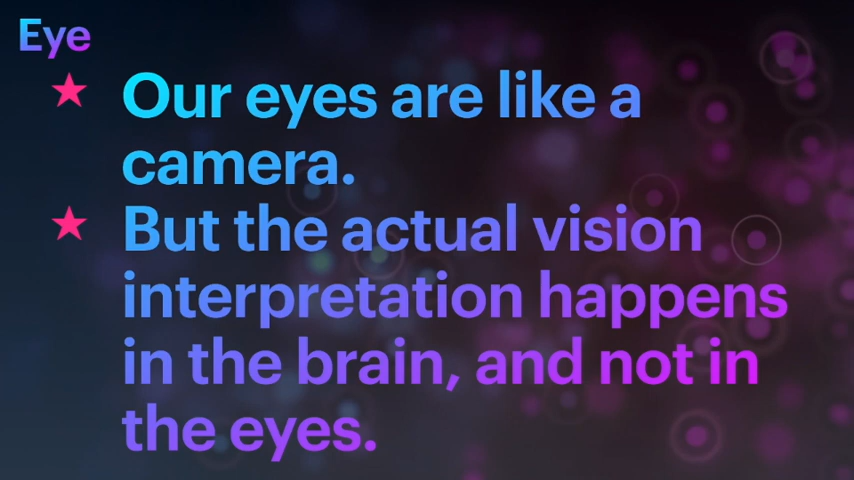 Eye
Our eyes are like a
camera.
But the actual vision
interpretation happens
in the brain, and not in
the eyes.